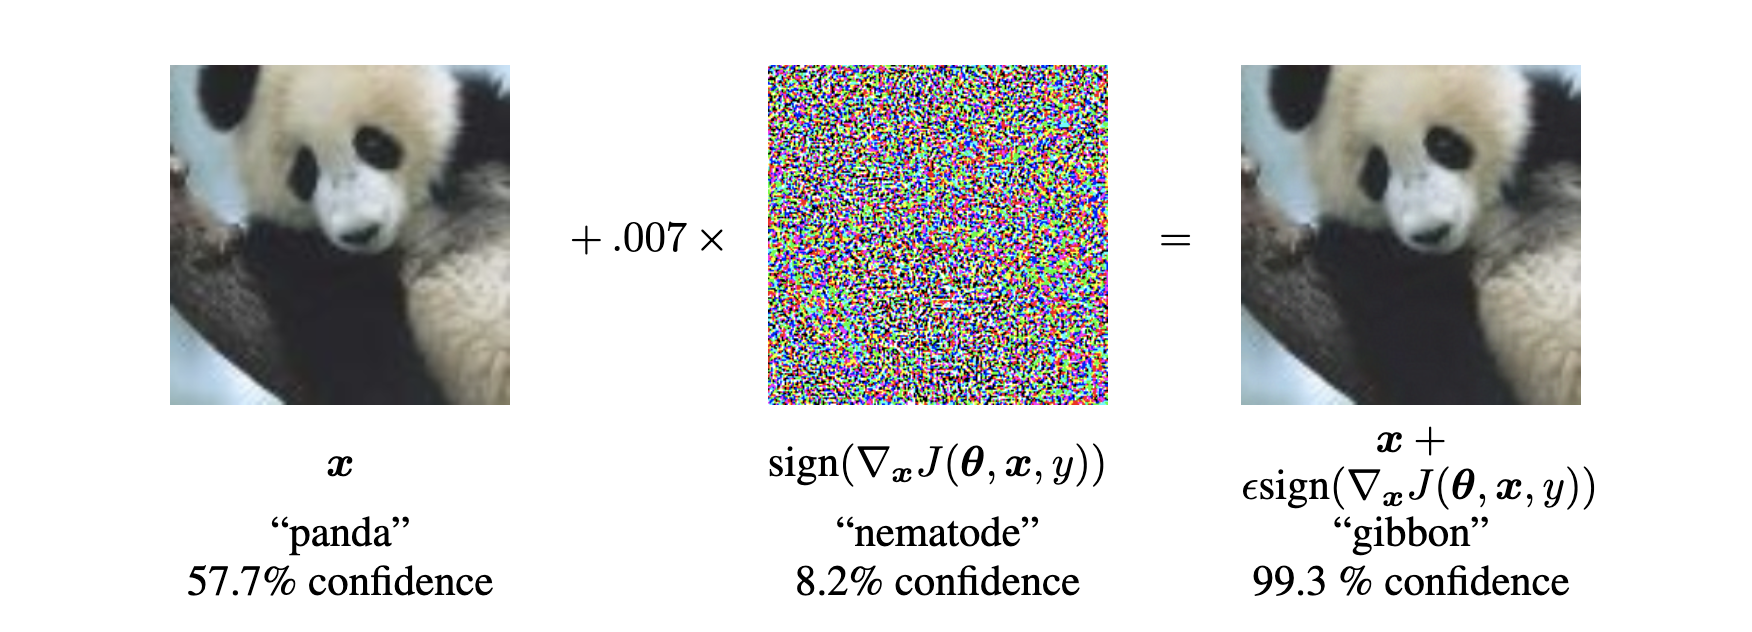 + .007 ×
=
x
“panda”
57.7% confidence
sign(∇ₓJ(θ, x, y))
“nematode”
8.2% confidence
x +
ϵsign(∇ₓJ(θ, x, y))
“gibbon”
99.3 % confidence